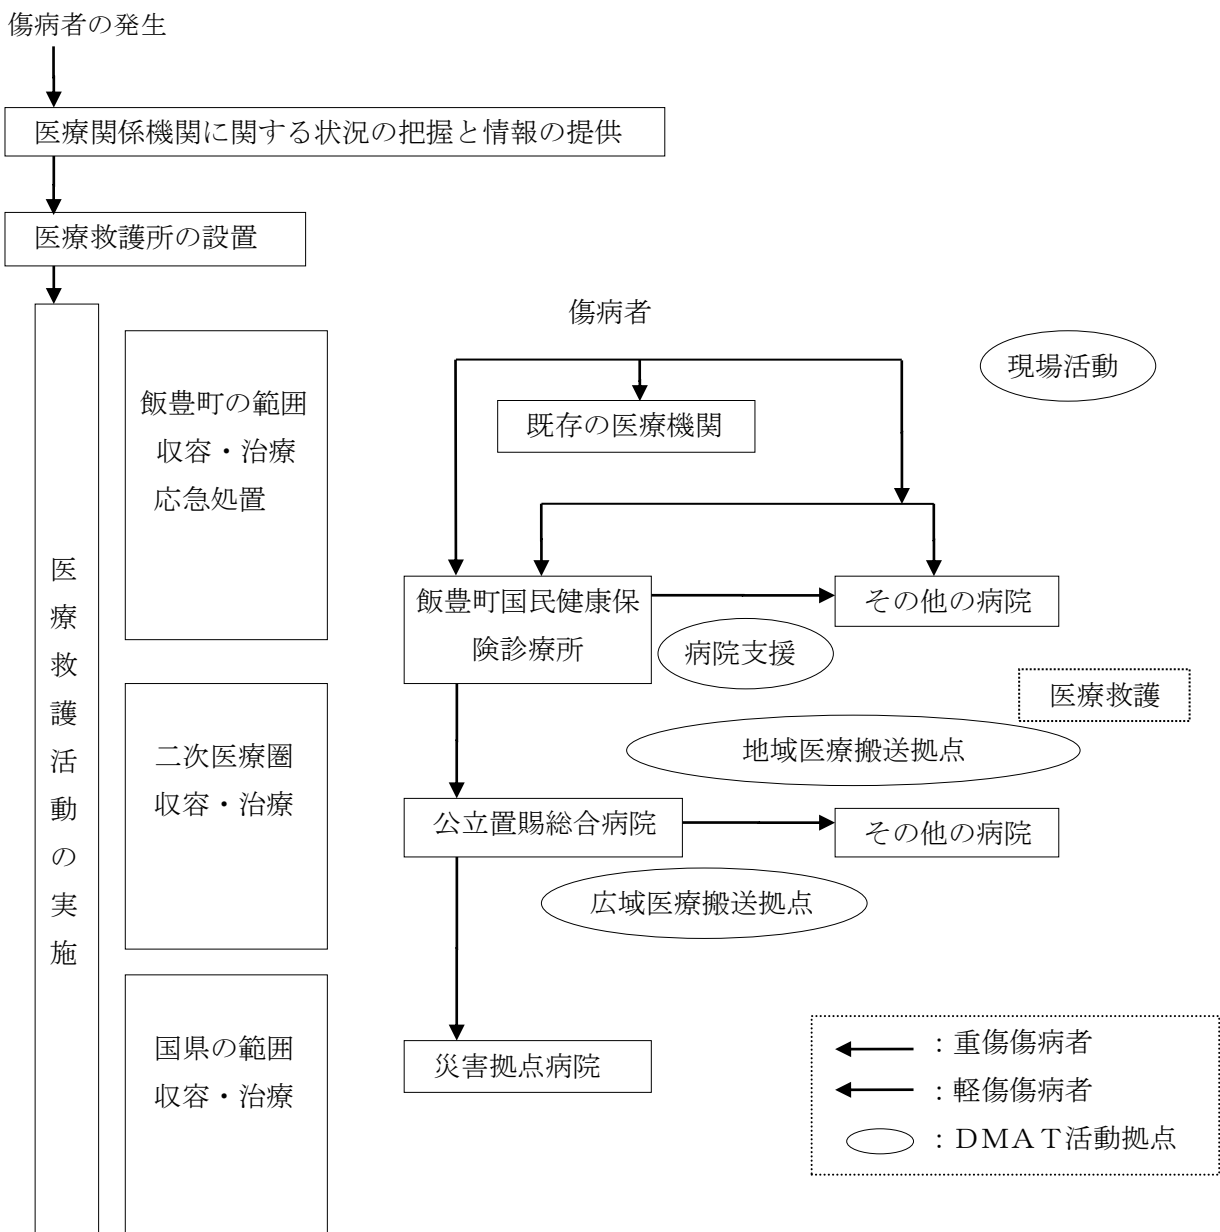 傷病者の発生
医療関係機関に関する状況の把握と情報の提供
医療救護所の設置
医療救護活動の実施
飯豊町の範囲
収容・治療
応急処置
二次医療圏
収容・治療
国県の範囲
収容・治療
傷病者
現場活動
既存の医療機関
飯豊町国民健康保
険診療所
その他の病院
病院支援
医療救護
地域医療搬送拠点
公立置賜総合病院
その他の病院
広域医療搬送拠点
災害拠点病院
：重傷傷病者
：軽傷傷病者
：ＤＭＡＴ活動拠点